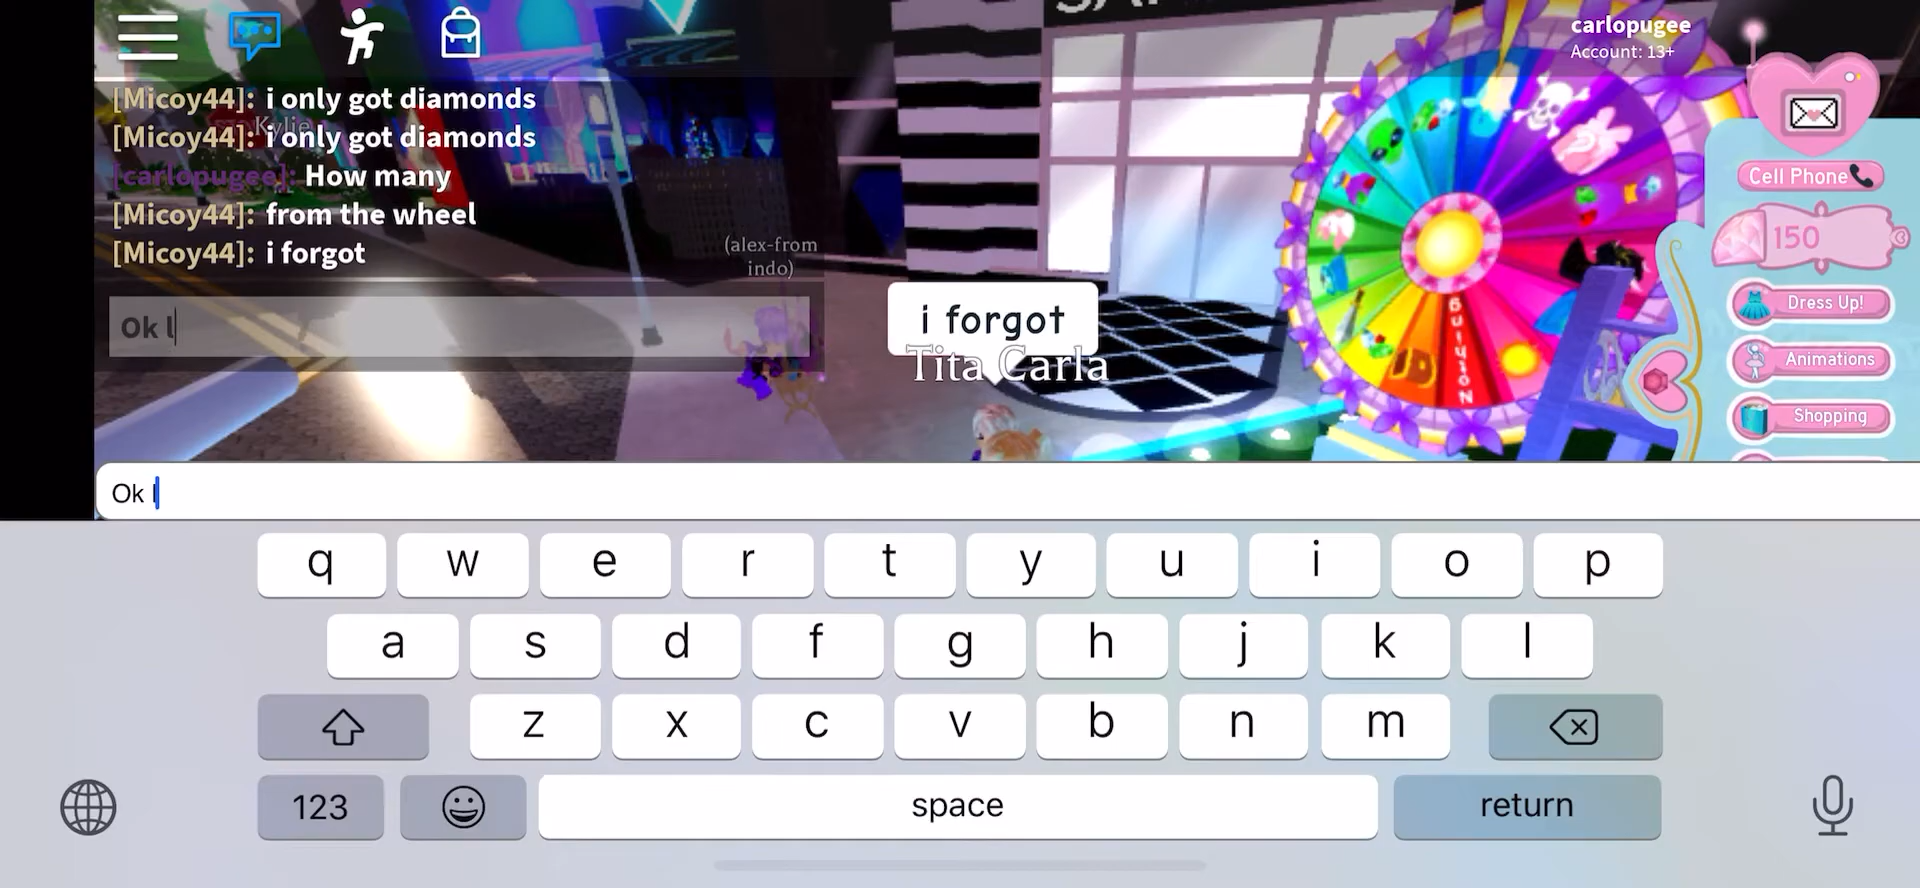 carlopugee
Account: 13+
[Micoy44]: i only got diamonds
Kylie
[Micoy44]: i only got diamonds
[carlopugee]: How many
[Micoy44]: from the wheel
[Micoy44]: i forgot
Ok l
(alex-from
indo)
i forgot
Tita Carla
Cell Phone
150
Dress Up!
Animations
Shopping
Ok l
q w e r t y u i o p
a s d f g h j k l
z x c v b n m
123 space return